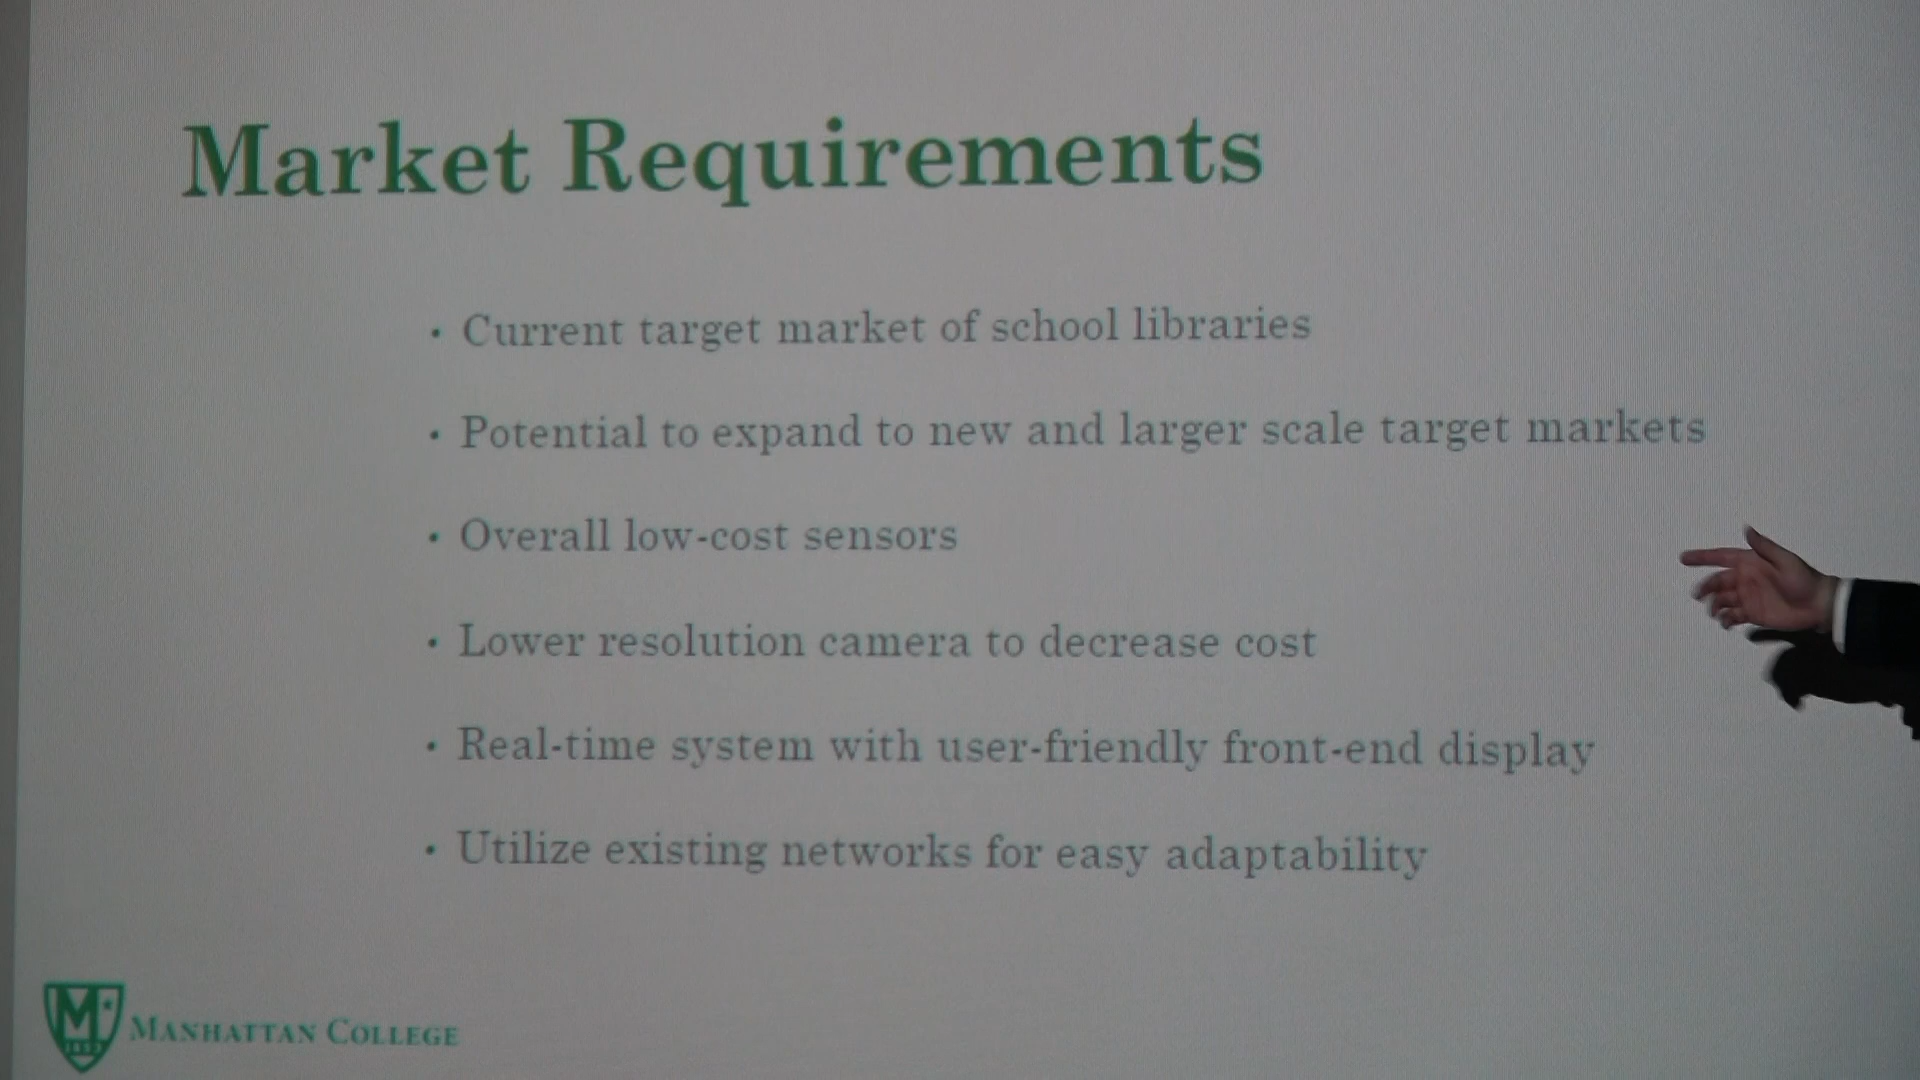 Market Requirements
• Current target market of school libraries
• Potential to expand to new and larger scale target markets
• Overall low-cost sensors
• Lower resolution camera to decrease cost
• Real-time system with user-friendly front-end display
• Utilize existing networks for easy adaptability
M
1853
MANHATTAN COLLEGE